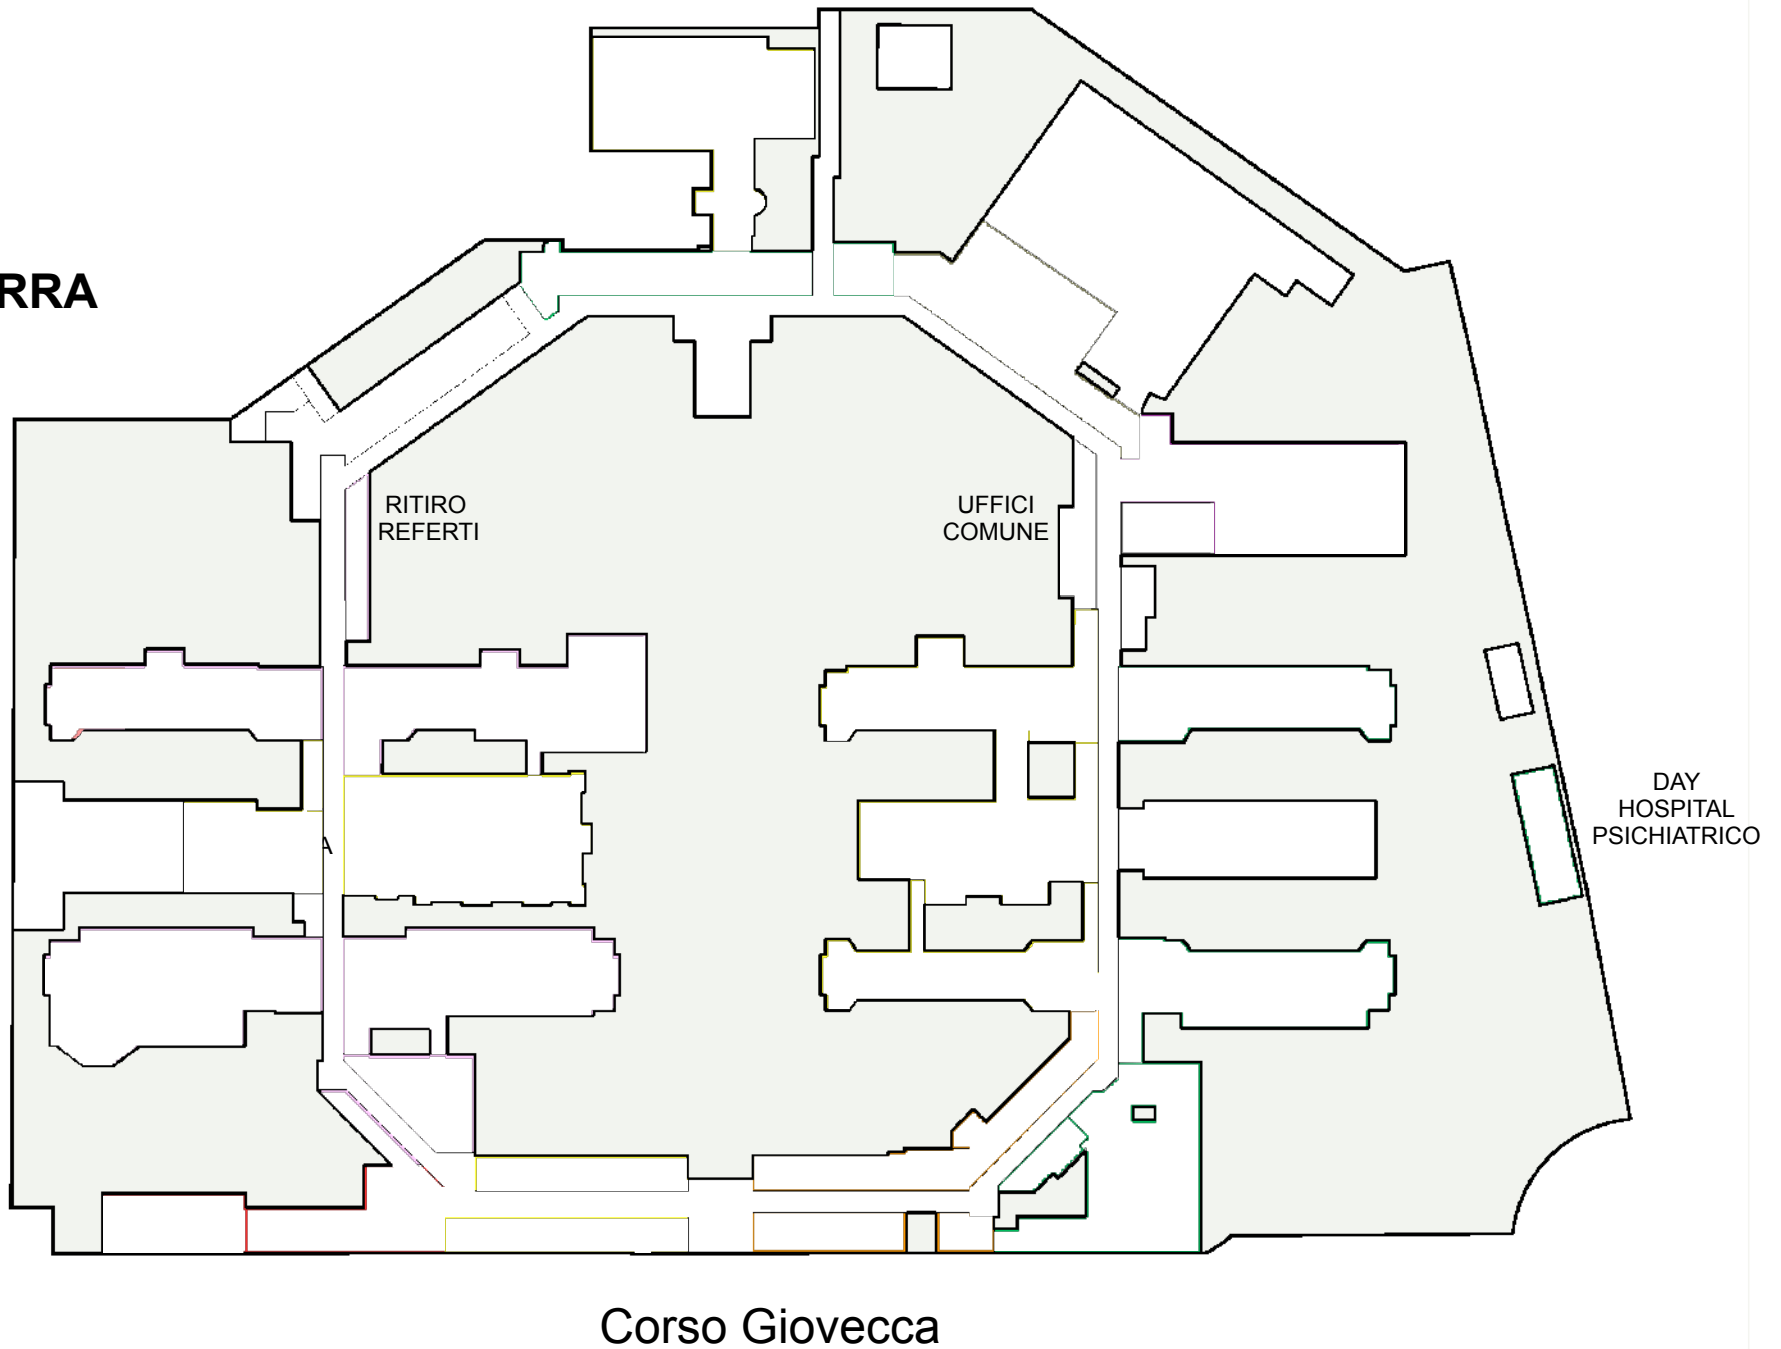 RRA
RITIRO
REFERTI
UFFICI
COMUNE
DAY
HOSPITAL
PSICHIATRICO
A
Corso Giovecca